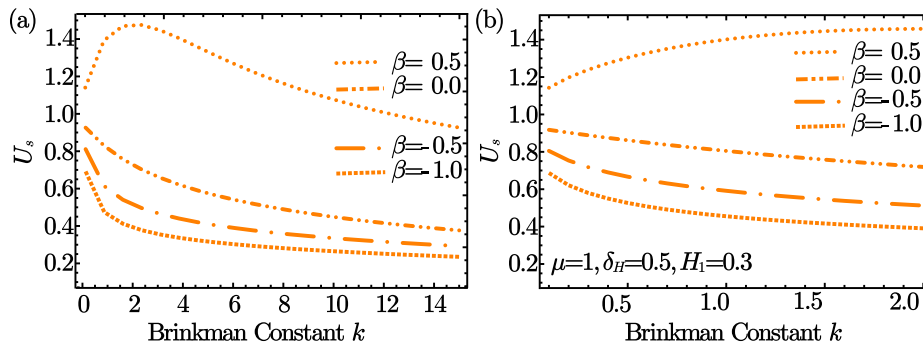 (a)
U_s
1.4
1.2
1.0
0.8
0.6
0.4
0.2
0 2 4 6 8 10 12 14
Brinkman Constant k
β= 0.5
β= 0.0
β=-0.5
β=-1.0
(b)
U_s
1.4
1.2
1.0
0.8
0.6
0.4
0.2
0.5 1.0 1.5 2.0
Brinkman Constant k
β= 0.5
β= 0.0
β=-0.5
β=-1.0
μ=1, δ_H=0.5, H_1=0.3